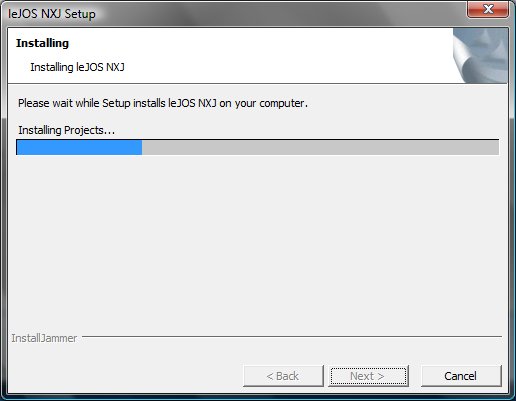 leJOS NXJ Setup
Installing
Installing leJOS NXJ
Please wait while Setup installs leJOS NXJ on your computer.
Installing Projects...
InstallJammer
< Back Next > Cancel